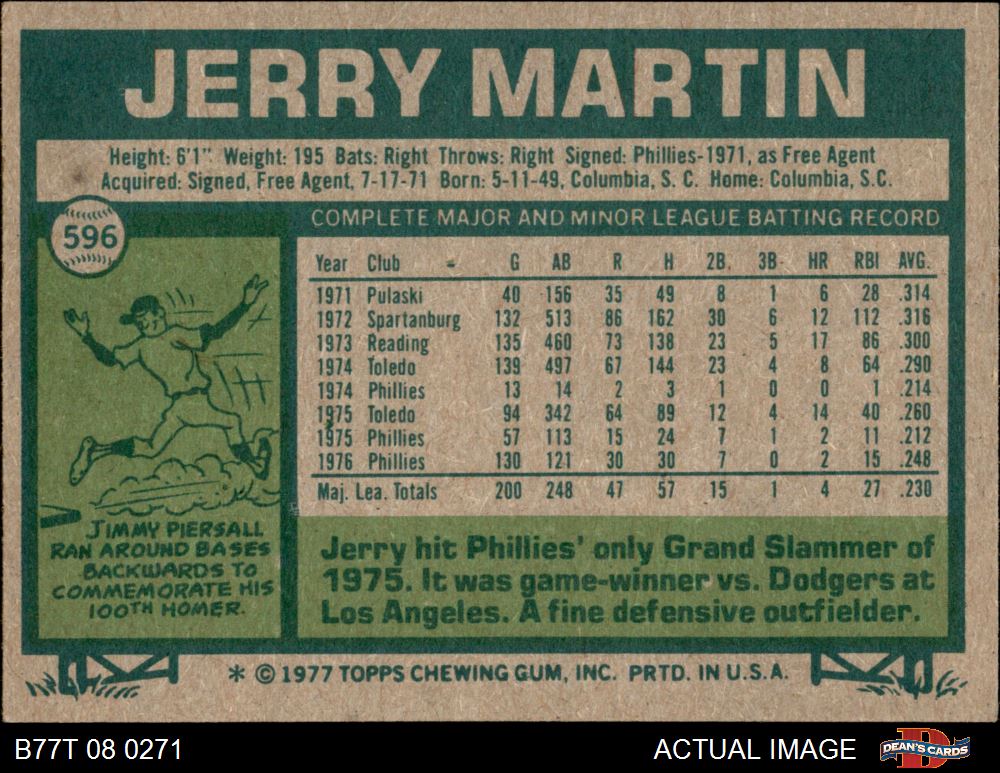 JERRY MARTIN
Height: 6'1" Weight: 195 Bats: Right Throws: Right Signed: Phillies-1971, as Free Agent
Acquired: Signed, Free Agent, 7-17-71 Born: 5-11-49, Columbia, S. C. Home: Columbia, S.C.
596
COMPLETE MAJOR AND MINOR LEAGUE BATTING RECORD
Year Club G AB R H 2B. 3B HR RBI AVG.
1971 Pulaski 40 156 35 49 8 1 6 28 .314
1972 Spartanburg 132 513 86 162 30 6 12 112 .316
1973 Reading 135 460 73 138 23 5 17 86 .300
1974 Toledo 139 497 67 144 23 4 8 64 .290
1974 Phillies 13 14 2 3 1 0 0 1 .214
1975 Toledo 94 342 64 89 12 4 14 40 .260
1975 Phillies 57 113 15 24 7 1 2 11 .212
1976 Phillies 130 121 30 30 7 0 2 15 .248
Maj. Lea. Totals 200 248 47 57 15 1 4 27 .230
JIMMY PIERSALL
RAN AROUND BASES
BACKWARDS TO
COMMEMORATE HIS
100TH HOMER.
Jerry hit Phillies' only Grand Slammer of
1975. It was game-winner vs. Dodgers at
Los Angeles. A fine defensive outfielder.
* © 1977 TOPPS CHEWING GUM, INC. PRTD. IN U.S.A.
B77T 08 0271
ACTUAL IMAGE
DEAN'S CARDS